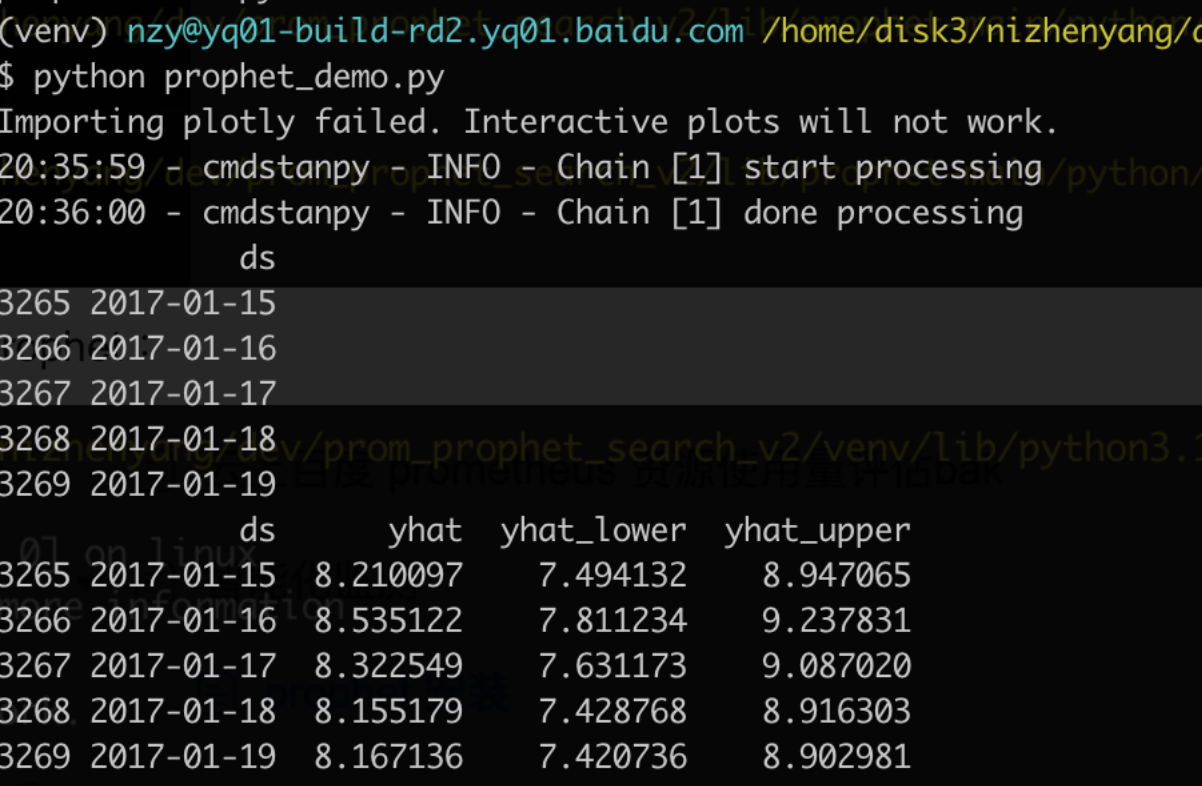 (venv) nzy@yq01-build-rd2.yq01.baidu.com /home/disk3/nizhenyang/
$ python prophet_demo.py
Importing plotly failed. Interactive plots will not work.
20:35:59 - cmdstanpy - INFO - Chain [1] start processing
20:36:00 - cmdstanpy - INFO - Chain [1] done processing
ds
3265 2017-01-15
3266 2017-01-16
3267 2017-01-17
3268 2017-01-18
3269 2017-01-19
ds yhat yhat_lower yhat_upper
3265 2017-01-15 8.210097 7.494132 8.947065
3266 2017-01-16 8.535122 7.811234 9.237831
3267 2017-01-17 8.322549 7.631173 9.087020
3268 2017-01-18 8.155179 7.428768 8.916303
3269 2017-01-19 8.167136 7.420736 8.902981